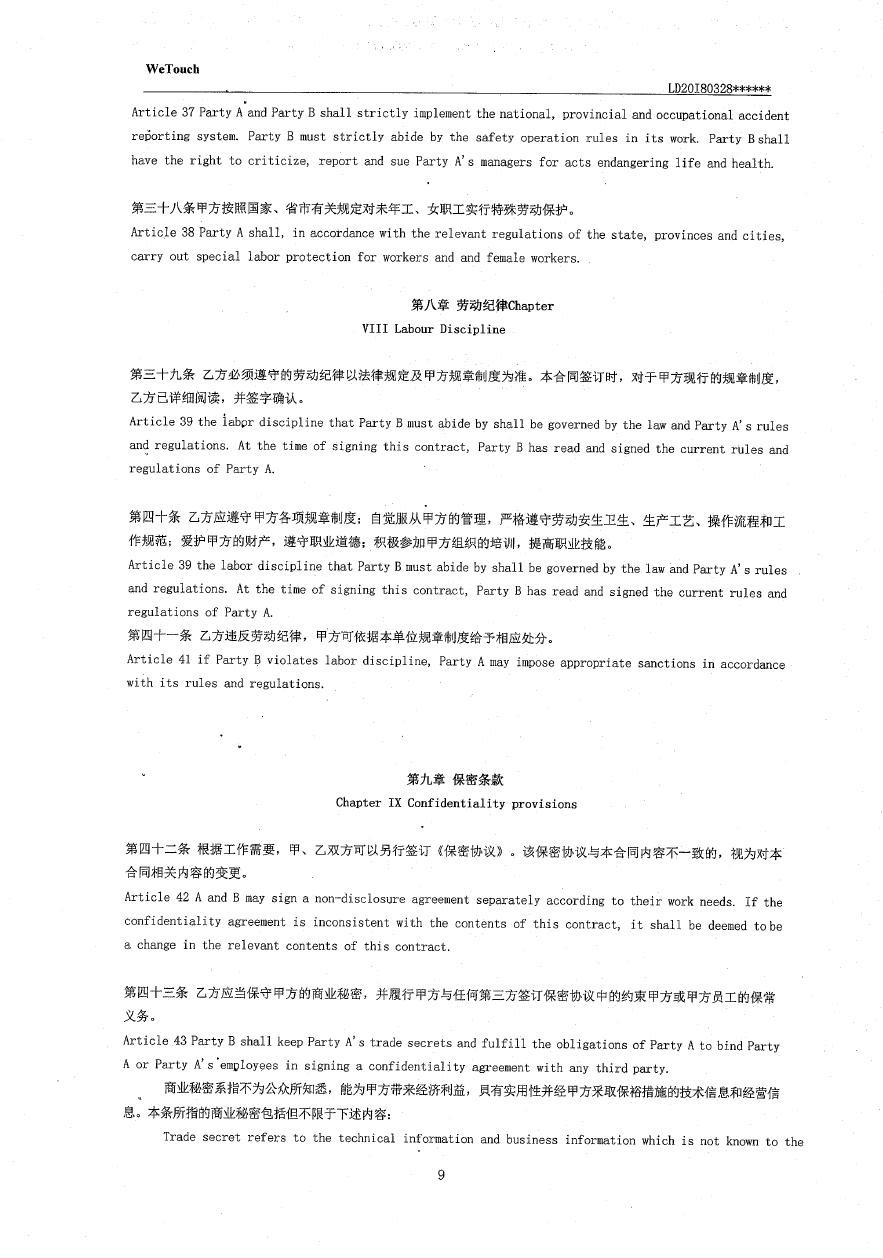 WeTouch
LD20I80328******
Article 37 Party A and Party B shall strictly implement the national, provincial and occupational accident
reporting system. Party B must strictly abide by the safety operation rules in its work. Party B shall
have the right to criticize, report and sue Party A's managers for acts endangering life and health.
第三十八条甲方按照国家、省市有关规定对未年工、女职工实行特殊劳动保护。
Article 38 Party A shall, in accordance with the relevant regulations of the state, provinces and cities,
carry out special labor protection for workers and and female workers.
第八章 劳动纪律Chapter
VIII Labour Discipline
第三十九条 乙方必须遵守的劳动纪律以法律规定及甲方规章制度为准。本合同签订时，对于甲方现行的规章制度，
乙方已详细阅读，并签字确认。
Article 39 the labor discipline that Party B must abide by shall be governed by the law and Party A's rules
and regulations. At the time of signing this contract, Party B has read and signed the current rules and
regulations of Party A.
第四十条 乙方应遵守甲方各项规章制度；自觉服从甲方的管理，严格遵守劳动安生卫生、生产工艺、操作流程和工
作规范；爱护甲方的财产，遵守职业道德；积极参加甲方组织的培训，提高职业技能。
Article 39 the labor discipline that Party B must abide by shall be governed by the law and Party A's rules
and regulations. At the time of signing this contract, Party B has read and signed the current rules and
regulations of Party A.
第四十一条 乙方违反劳动纪律，甲方可依据本单位规章制度给予相应处分。
Article 41 if Party B violates labor discipline, Party A may impose appropriate sanctions in accordance
with its rules and regulations.
第九章 保密条款
Chapter IX Confidentiality provisions
第四十二条 根据工作需要，甲、乙双方可以另行签订《保密协议》。该保密协议与本合同内容不一致的，视为对本
合同相关内容的变更。
Article 42 A and B may sign a non-disclosure agreement separately according to their work needs. If the
confidentiality agreement is inconsistent with the contents of this contract, it shall be deemed to be
a change in the relevant contents of this contract.
第四十三条 乙方应当保守甲方的商业秘密，并履行甲方与任何第三方签订保密协议中的约束甲方或甲方员工的保常
义务。
Article 43 Party B shall keep Party A's trade secrets and fulfill the obligations of Party A to bind Party
A or Party A's employees in signing a confidentiality agreement with any third party.
商业秘密系指不为公众所知悉，能为甲方带来经济利益，具有实用性并经甲方采取保裕措施的技术信息和经营信
息。本条所指的商业秘密包括但不限于下述内容：
Trade secret refers to the technical information and business information which is not known to the
9